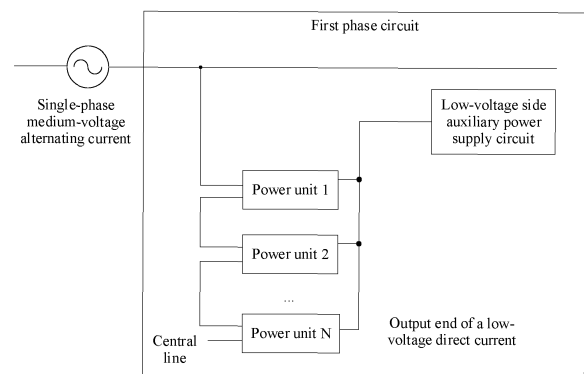 First phase circuit
Single-phase
medium-voltage
alternating current
Low-voltage side
auxiliary power
supply circuit
Power unit 1
Power unit 2
...
Power unit N
Central
line
Output end of a low-
voltage direct current